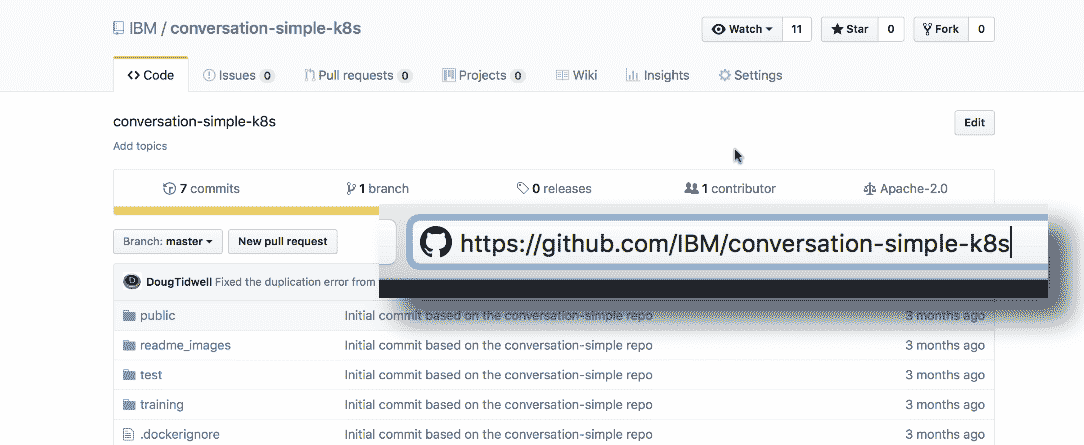 IBM / conversation-simple-k8s
Watch 11 Star 0 Fork 0
Code Issues 0 Pull requests 0 Projects 0 Wiki Insights Settings
conversation-simple-k8s Edit
Add topics
7 commits 1 branch 0 releases 1 contributor Apache-2.0
Branch: master New pull request
https://github.com/IBM/conversation-simple-k8s
DougTidwell Fixed the duplication error from
public Initial commit based on the conversation-simple repo 3 months ago
readme_images Initial commit based on the conversation-simple repo 3 months ago
test Initial commit based on the conversation-simple repo 3 months ago
training Initial commit based on the conversation-simple repo 3 months ago
.dockerignore Initial commit based on the conversation-simple repo 3 months ago